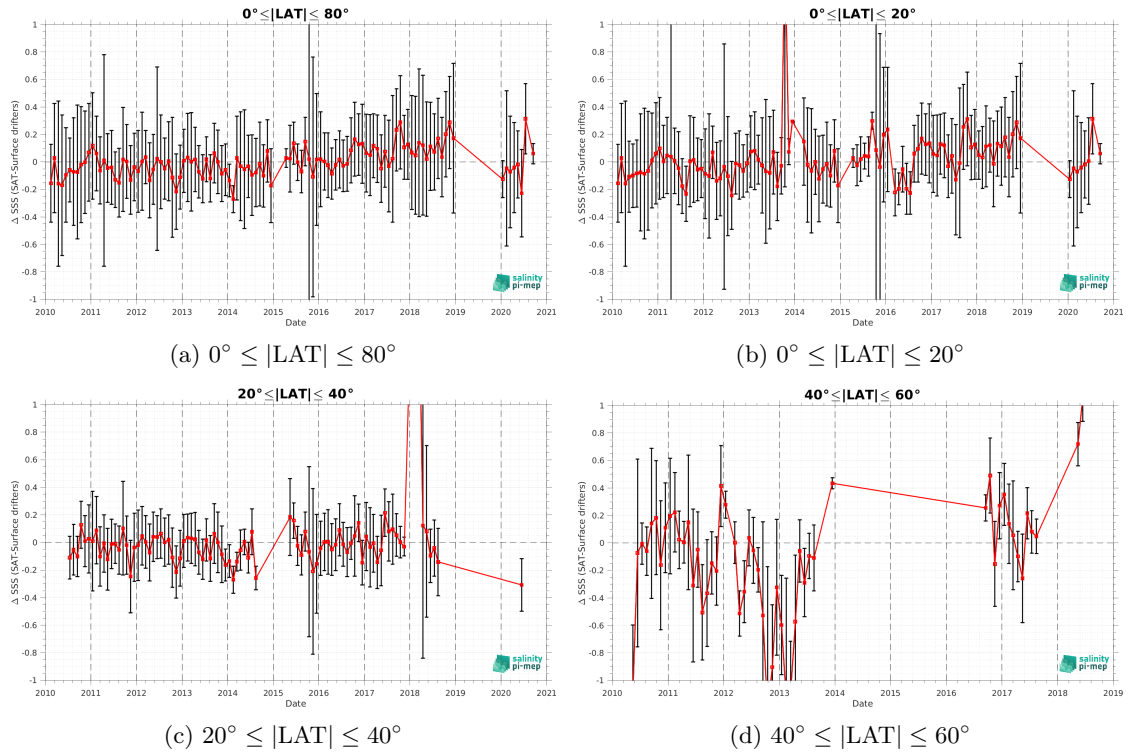 0°≤|LAT|≤ 80°
Δ SSS (SAT-Surface drifters)
1
0.8
0.6
0.4
0.2
0
-0.2
-0.4
-0.6
-0.8
-1
2010 2011 2012 2013 2014 2015 2016 2017 2018 2019 2020 2021
Date
salinity
pi-mep
(a) 0° ≤ |LAT| ≤ 80°
0°≤|LAT|≤ 20°
Δ SSS (SAT-Surface drifters)
1
0.8
0.6
0.4
0.2
0
-0.2
-0.4
-0.6
-0.8
-1
2010 2011 2012 2013 2014 2015 2016 2017 2018 2019 2020 2021
Date
salinity
pi-mep
(b) 0° ≤ |LAT| ≤ 20°
20°≤|LAT|≤ 40°
Δ SSS (SAT-Surface drifters)
1
0.8
0.6
0.4
0.2
0
-0.2
-0.4
-0.6
-0.8
-1
2010 2011 2012 2013 2014 2015 2016 2017 2018 2019 2020 2021
Date
salinity
pi-mep
(c) 20° ≤ |LAT| ≤ 40°
40°≤|LAT|≤ 60°
Δ SSS (SAT-Surface drifters)
1
0.8
0.6
0.4
0.2
0
-0.2
-0.4
-0.6
-0.8
-1
2010 2011 2012 2013 2014 2015 2016 2017 2018 2019
Date
salinity
pi-mep
(d) 40° ≤ |LAT| ≤ 60°